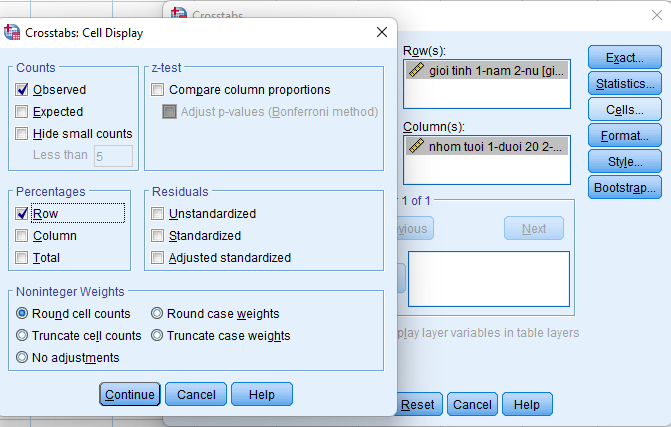 Crosstabs
Crosstabs: Cell Display
Counts
Observed
Expected
Hide small counts
Less than 5
z-test
Compare column proportions
Adjust p-values (Bonferroni method)
Percentages
Row
Column
Total
Residuals
Unstandardized
Standardized
Adjusted standardized
Noninteger Weights
Round cell counts
Round case weights
Truncate cell counts
Truncate case weights
No adjustments
Continue
Cancel
Help
Row(s):
gioi tinh 1-nam 2-nu [gi...
Column(s):
nhom tuoi 1-duoi 20 2-...
1 of 1
vious
Next
play layer variables in table layers
Reset
Cancel
Help
Exact...
Statistics...
Cells...
Format...
Style...
Bootstrap...